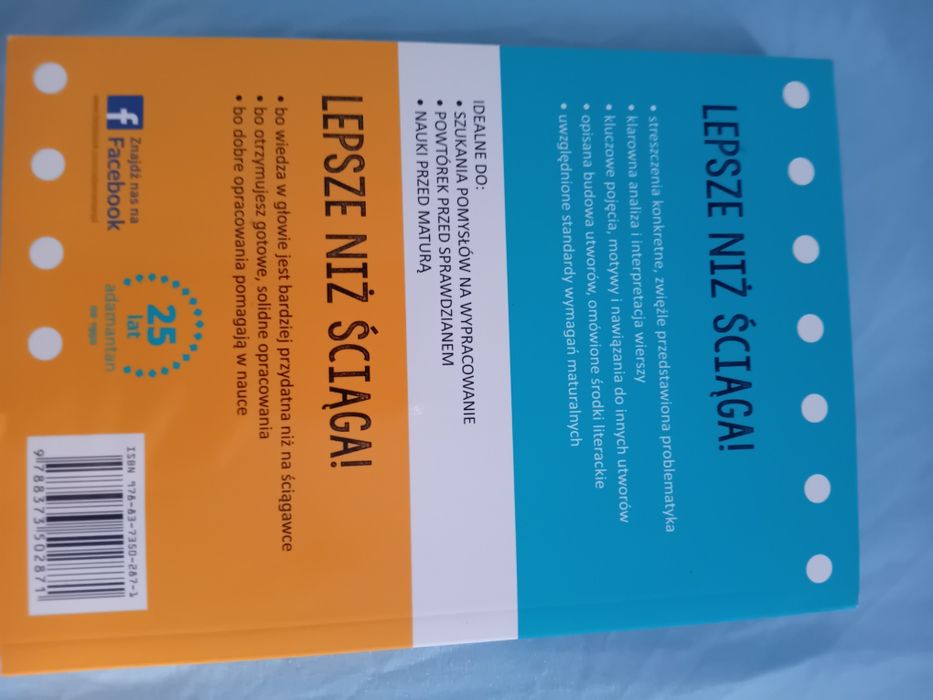 LEPSZE NIŻ ŚCIĄGA!
• streszczenia konkretne, zwięźle przedstawiona problematyka
• klarowna analiza i interpretacja wierszy
• kluczowe pojęcia, motywy i nawiązania do innych utworów
• opisana budowa utworów, omówione środki literackie
• uwzględnione standardy wymagań maturalnych
IDEALNE DO:
• SZUKANIA POMYSŁÓW NA WYPRACOWANIE
• POWTÓREK PRZED SPRAWDZIANEM
• NAUKI PRZED MATURĄ
LEPSZE NIŻ ŚCIĄGA!
• bo wiedza w głowie jest bardziej przydatna niż na ściągawce
• bo otrzymujesz gotowe, solidne opracowania
• bo dobre opracowania pomagają w nauce
Znajdź nas na
f Facebook
25
lat
adamantan
ISBN 978-83-7350-287-1
9788373502871